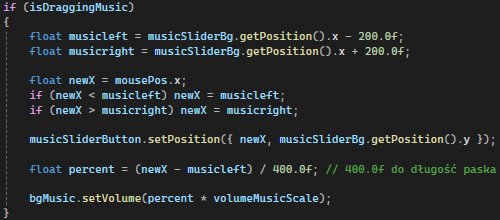 if (isDraggingMusic)
{
float musicleft = musicSliderBg.getPosition().x - 200.0f;
float musicright = musicSliderBg.getPosition().x + 200.0f;
float newX = mousePos.x;
if (newX < musicleft) newX = musicleft;
if (newX > musicright) newX = musicright;
musicSliderButton.setPosition({ newX, musicSliderBg.getPosition().y });
float percent = (newX - musicleft) / 400.0f; // 400.0f do długość paska
bgMusic.setVolume(percent * volumeMusicScale);
}